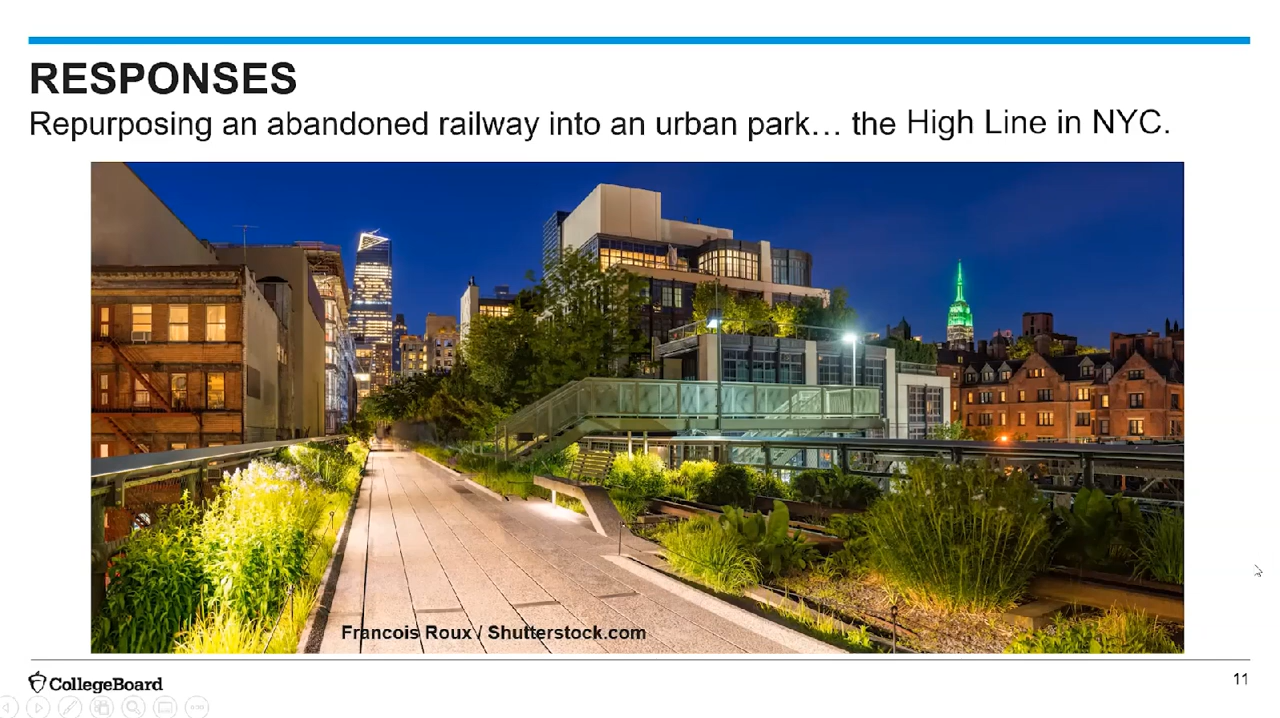 RESPONSES
Repurposing an abandoned railway into an urban park… the High Line in NYC.
Francois Roux / Shutterstock.com
CollegeBoard
11